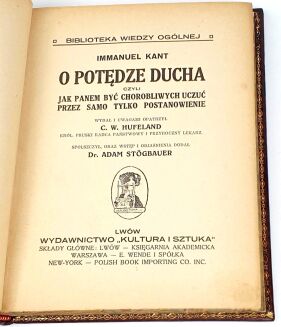 BIBLIOTEKA WIEDZY OGÓLNEJ
IMMANUEL KANT
O POTĘDZE DUCHA
CZYLI
JAK PANEM BYĆ CHOROBLIWYCH UCZUĆ
PRZEZ SAMO TYLKO POSTANOWIENIE
WYDAŁ I UWAGAMI OPATRZYŁ
C. W. HUFELAND
KRÓL. PRUSKI RADCA PAŃSTWOWY I PRZYBOCZNY LEKARZ.
SPOLSZCZYŁ, ORAZ WSTĘP I OBJAŚNIENIA DODAŁ
Dr. ADAM STÖGBAUER
LWÓW
WYDAWNICTWO „KULTURA I SZTUKA"
SKŁADY GŁÓWNE: LWÓW — KSIĘGARNIA AKADEMICKA
WARSZAWA — E. WENDE I SPÓŁKA
NEW-YORK — POLISH BOOK IMPORTING CO. INC.